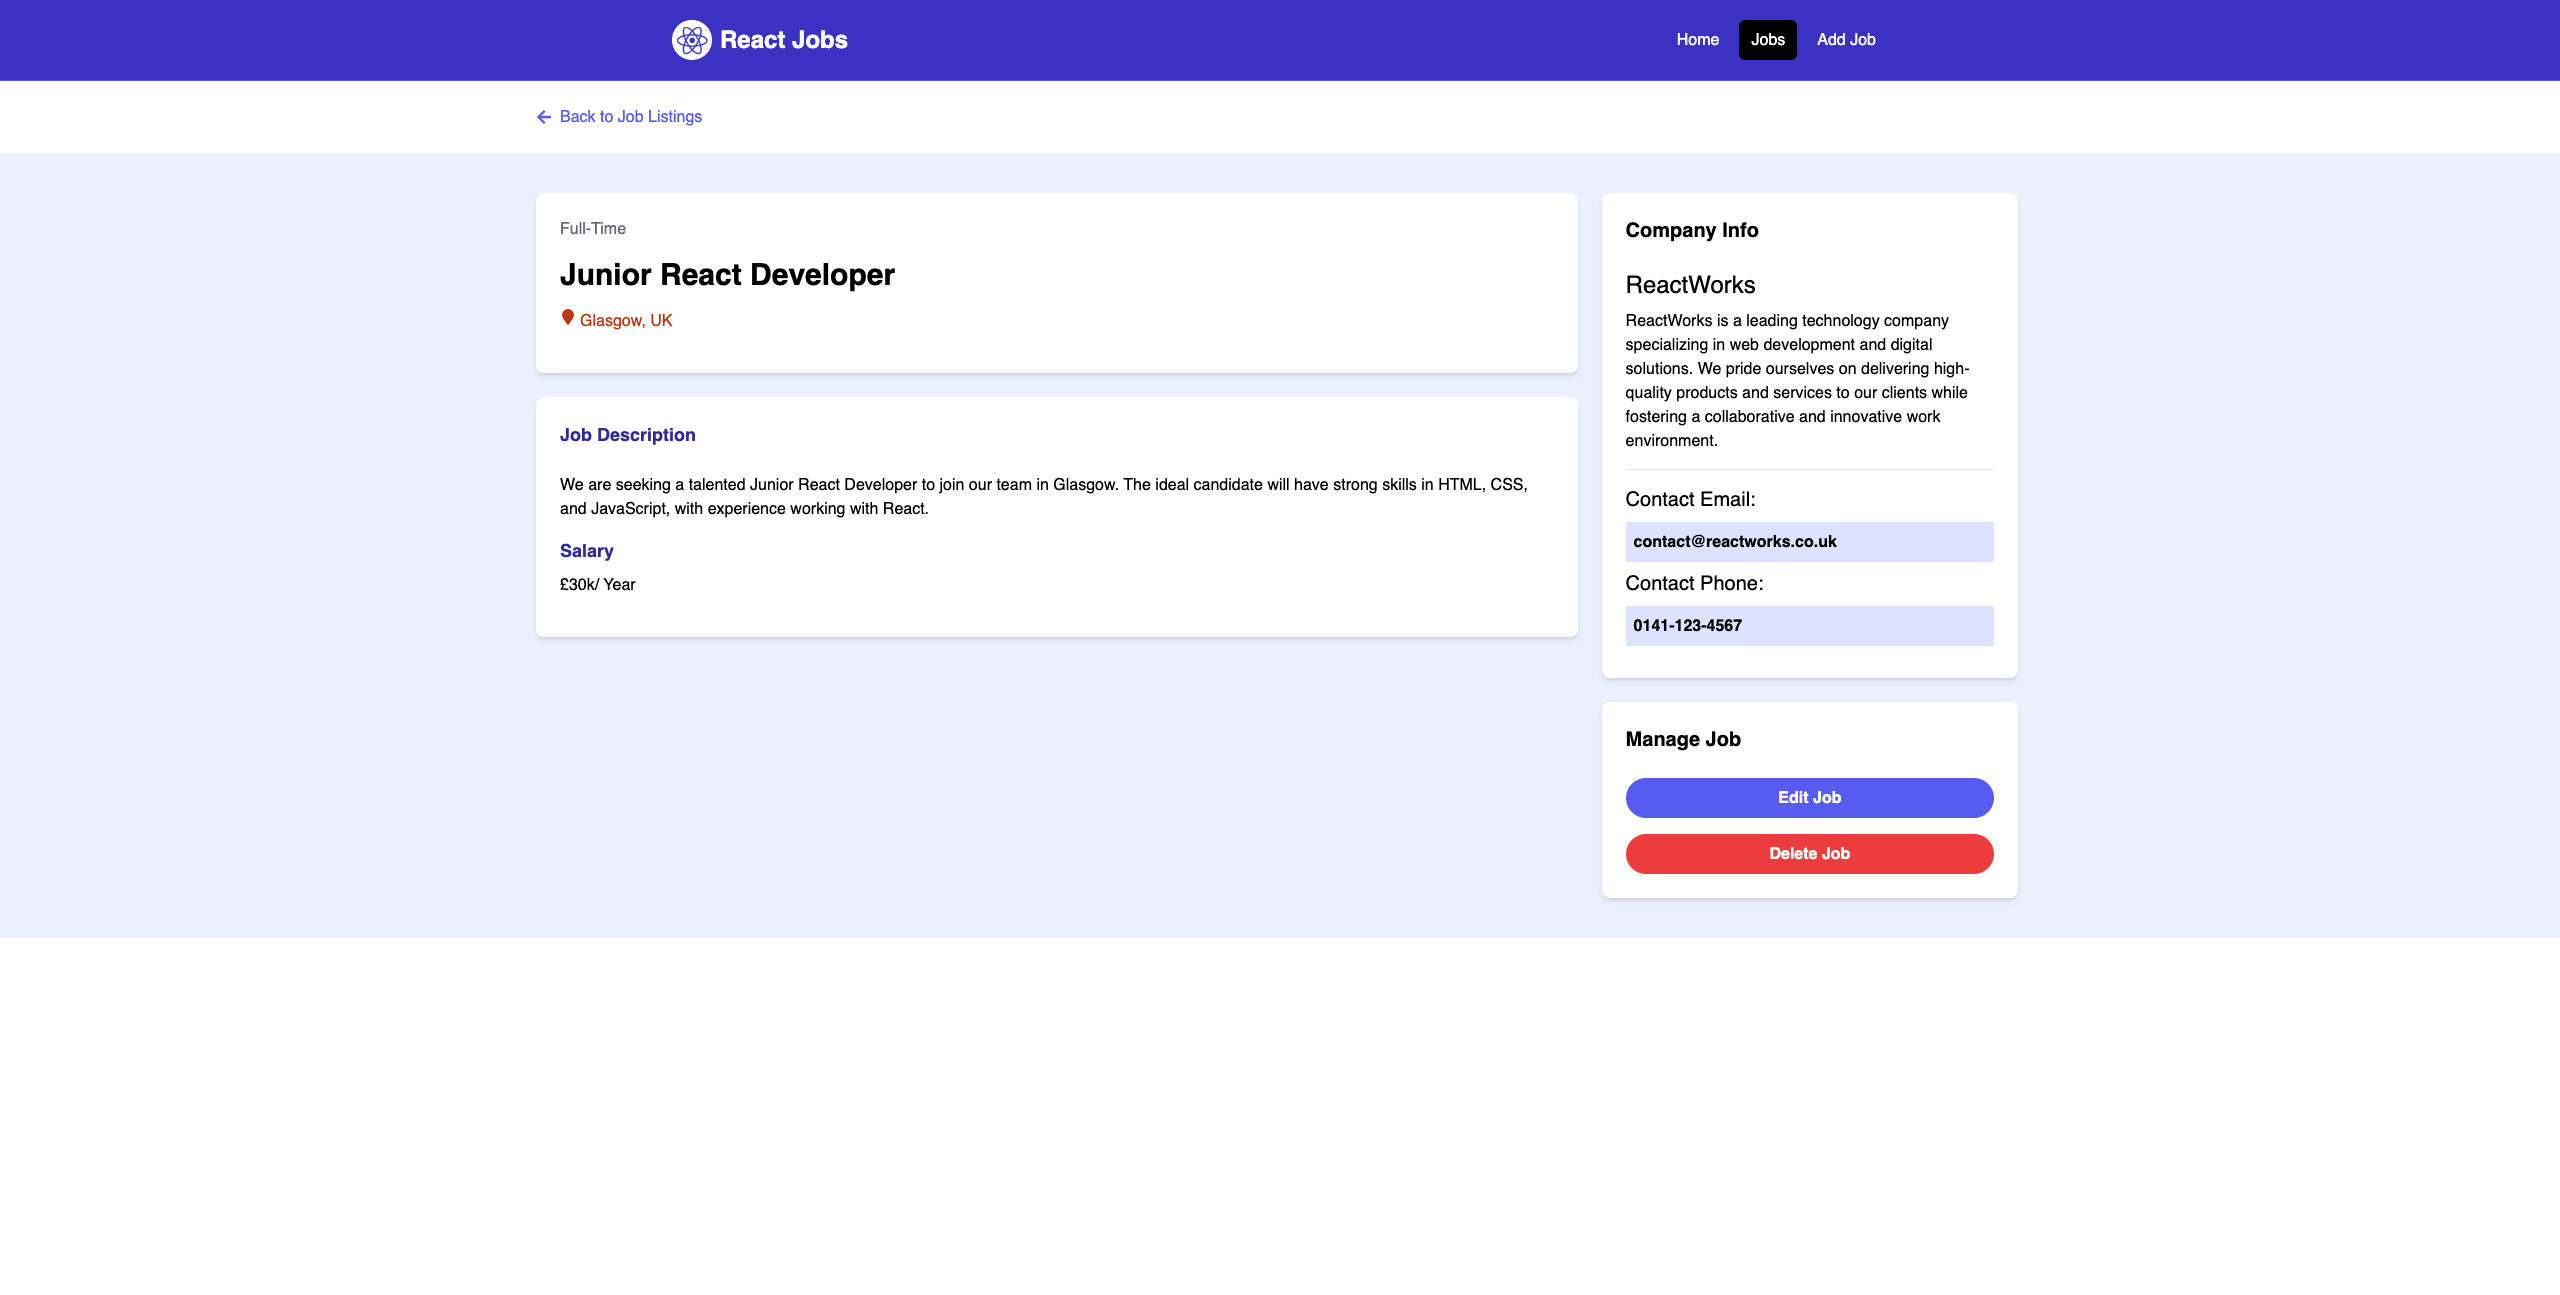 React Jobs
Home
Jobs
Add Job
Back to Job Listings
Full-Time
Junior React Developer
Glasgow, UK
Job Description
We are seeking a talented Junior React Developer to join our team in Glasgow. The ideal candidate will have strong skills in HTML, CSS,
and JavaScript, with experience working with React.
Salary
£30k/ Year
Company Info
ReactWorks
ReactWorks is a leading technology company
specializing in web development and digital
solutions. We pride ourselves on delivering high-
quality products and services to our clients while
fostering a collaborative and innovative work
environment.
Contact Email:
contact@reactworks.co.uk
Contact Phone:
0141-123-4567
Manage Job
Edit Job
Delete Job